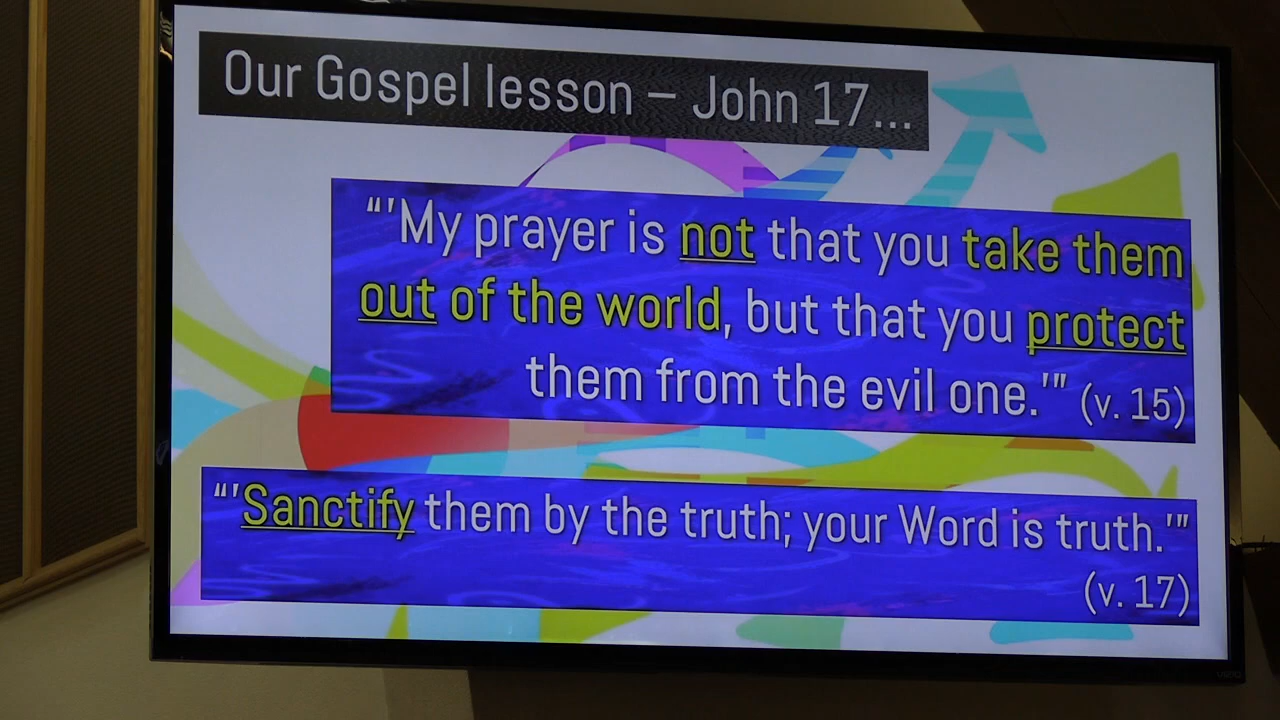 Our Gospel lesson – John 17...
“'My prayer is not that you take them
out of the world, but that you protect
them from the evil one.'” (v. 15)
“'Sanctify them by the truth; your Word is truth.'”
(v. 17)